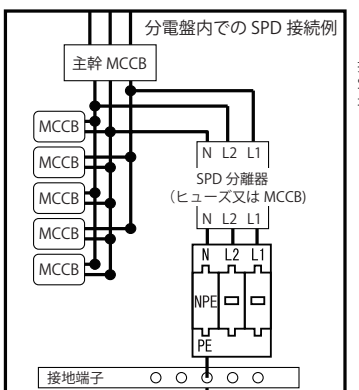 分電盤内での SPD 接続例
主幹 MCCB
MCCB
MCCB
MCCB
MCCB
MCCB
N L2 L1
SPD 分離器
（ヒューズ又は MCCB)
N L2 L1
N L2 L1
NPE
PE
接地端子